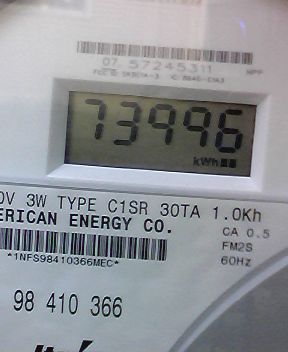 07. 57245311
73996
kWh
0V 3W TYPE C1SR 30TA 1.0Kh
ERICAN ENERGY CO.
CA 0.5
FM2S
*1NFS98410366MEC*
60Hz
98 410 366